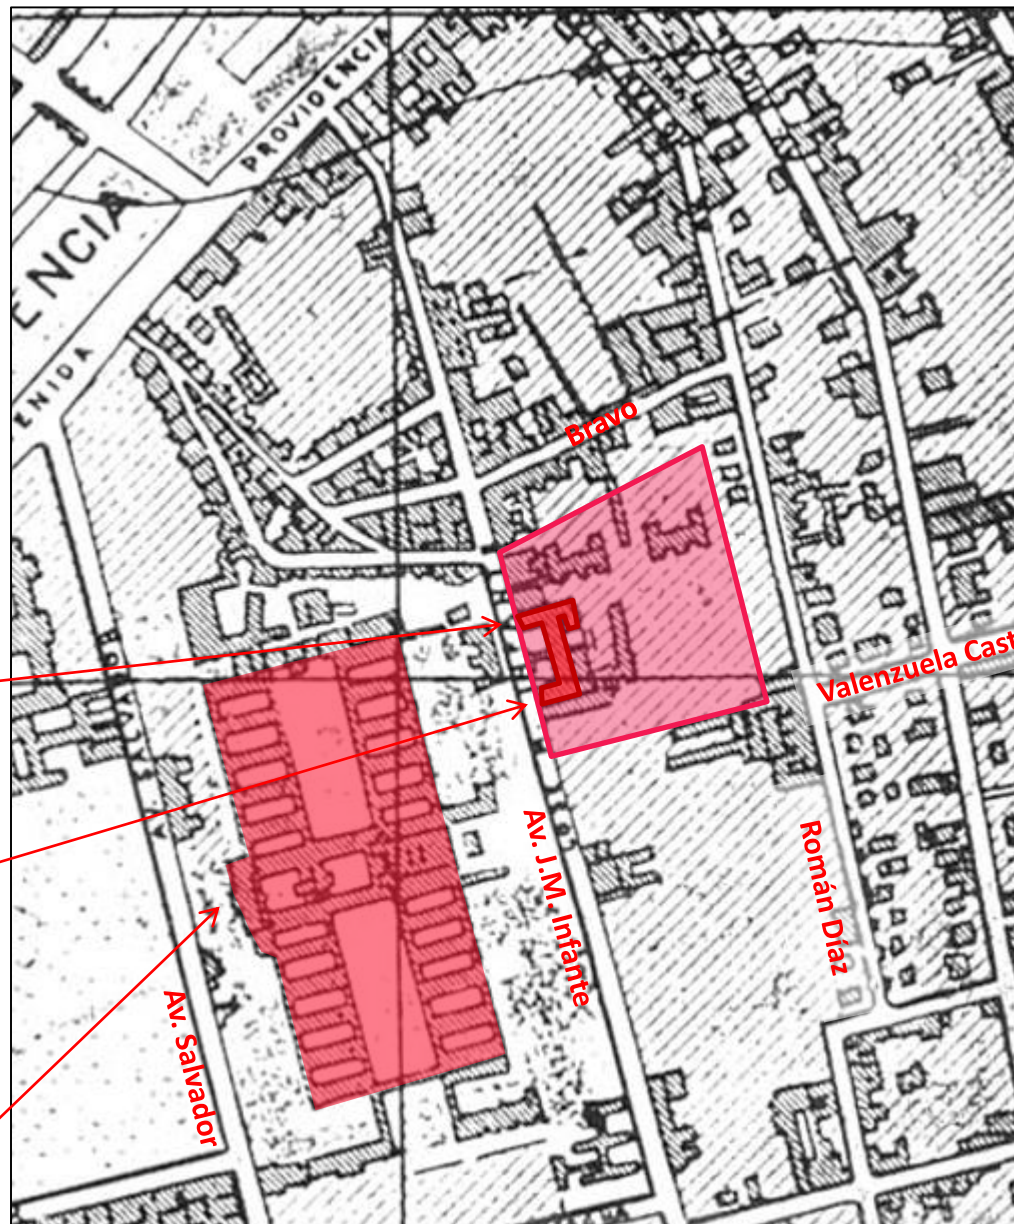 PROVIDENCIA
ENCIA
ENIDA
Bravo
Valenzuela Cast
Av. J.M. Infante
Román Díaz
Av. Salvador